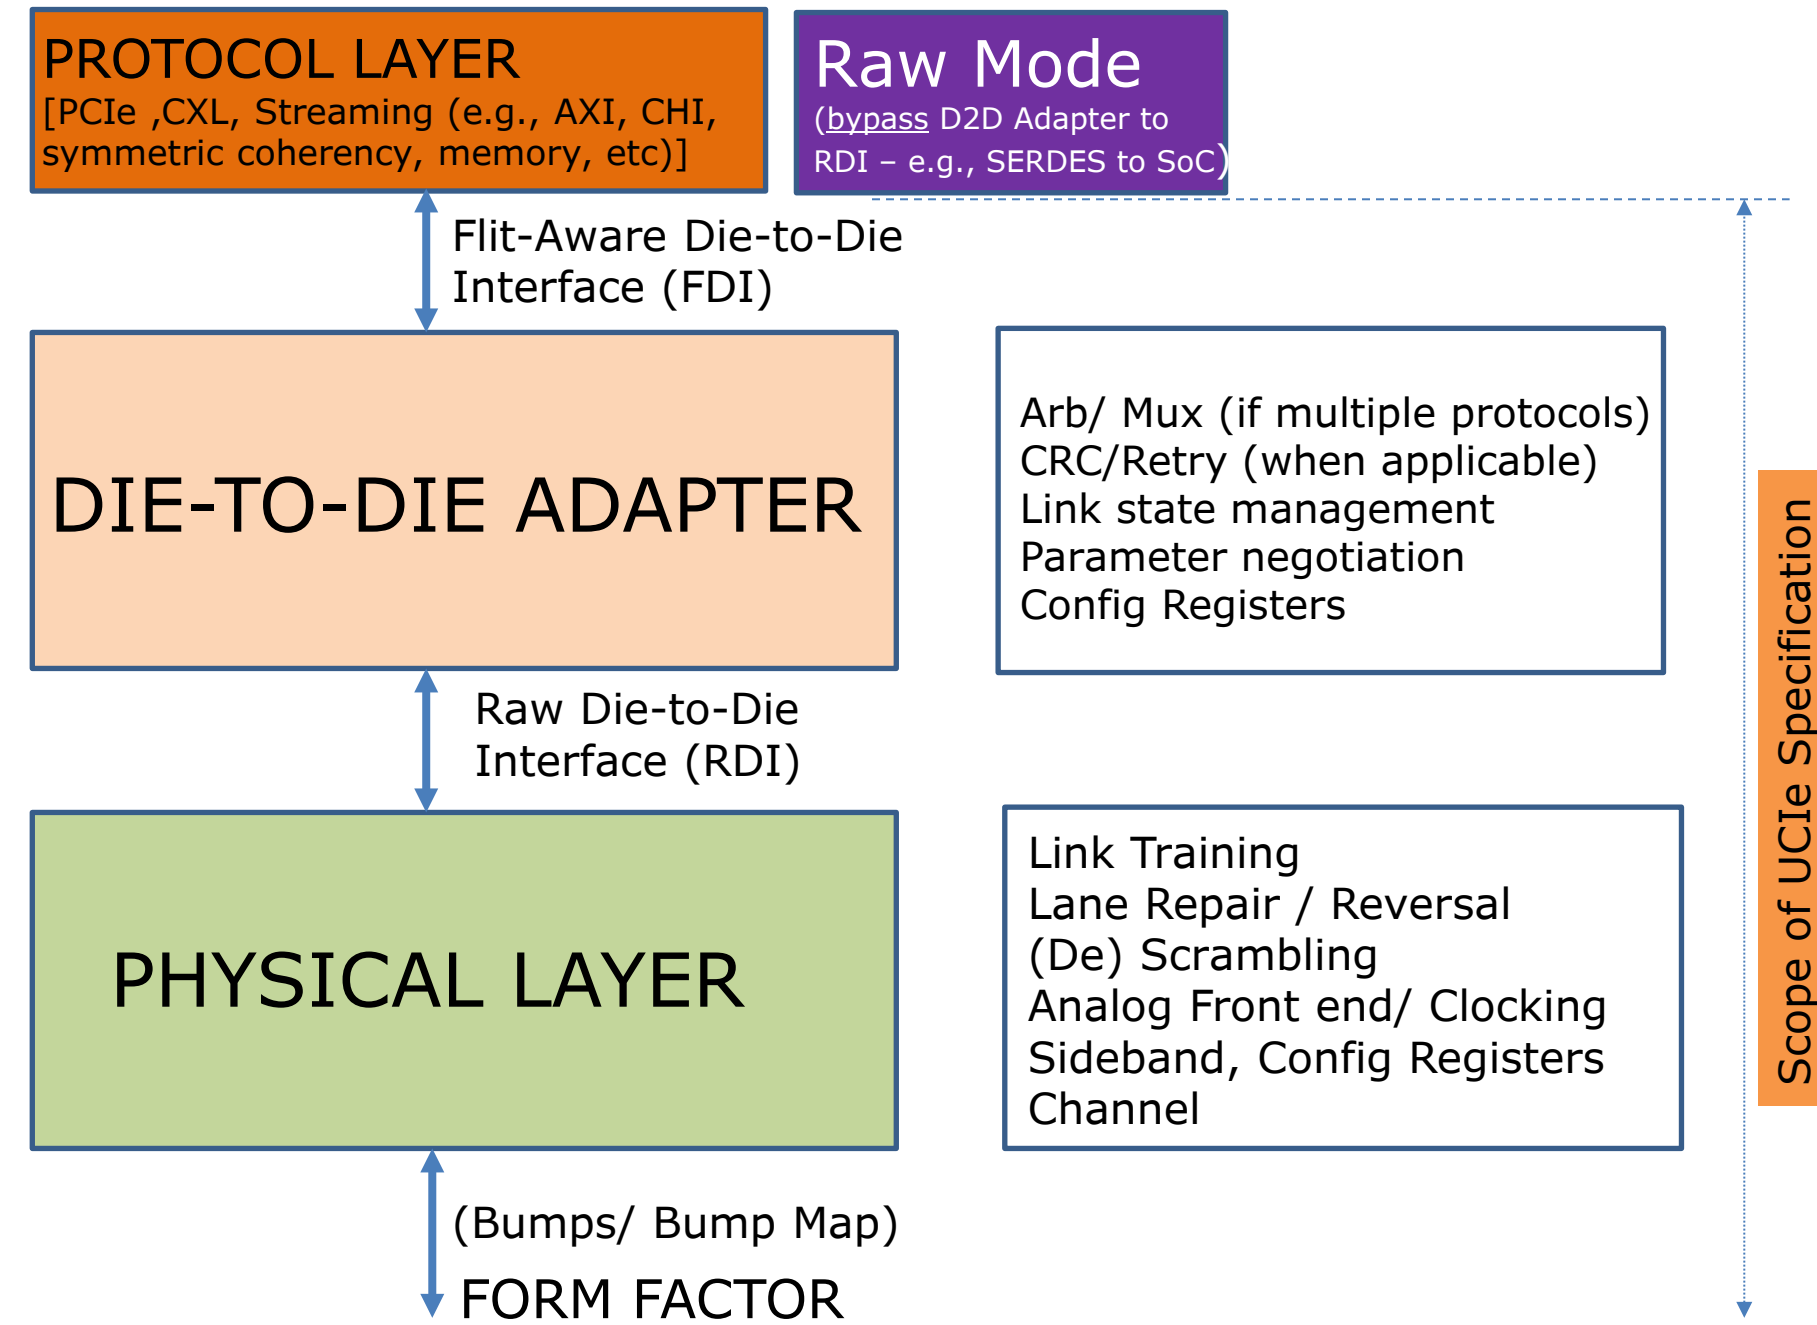 PROTOCOL LAYER
[PCIe ,CXL, Streaming (e.g., AXI, CHI,
symmetric coherency, memory, etc)]
Raw Mode
(bypass D2D Adapter to
RDI – e.g., SERDES to SoC)
Flit-Aware Die-to-Die
Interface (FDI)
DIE-TO-DIE ADAPTER
Arb/ Mux (if multiple protocols)
CRC/Retry (when applicable)
Link state management
Parameter negotiation
Config Registers
Raw Die-to-Die
Interface (RDI)
PHYSICAL LAYER
Link Training
Lane Repair / Reversal
(De) Scrambling
Analog Front end/ Clocking
Sideband, Config Registers
Channel
(Bumps/ Bump Map)
FORM FACTOR
Scope of UCIe Specification